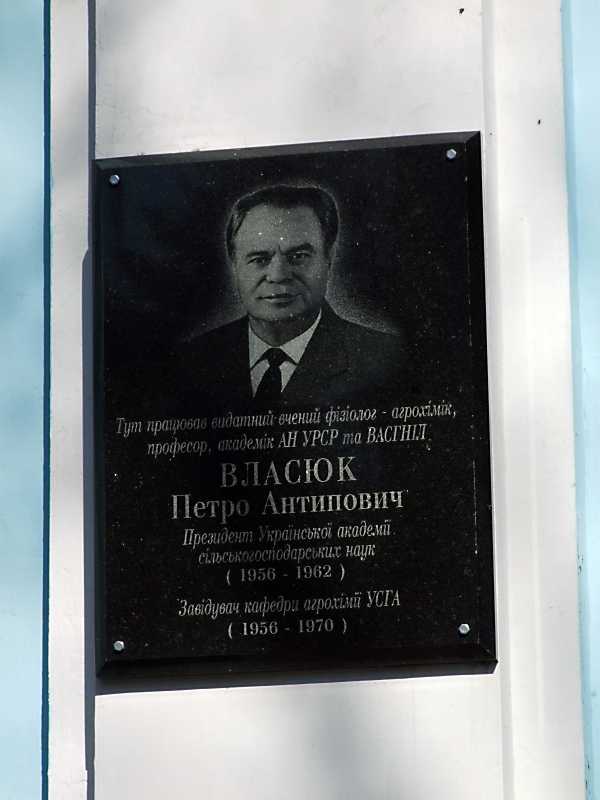 Тут працював видатний вчений фізіолог - агрохімік,
професор, академік АН УРСР та ВАСГНІЛ
ВЛАСЮК
Петро Антипович
Президент Української академії
сільськогосподарських наук
( 1956 - 1962 )
Завідувач кафедри агрохімії УСГА
( 1956 - 1970 )